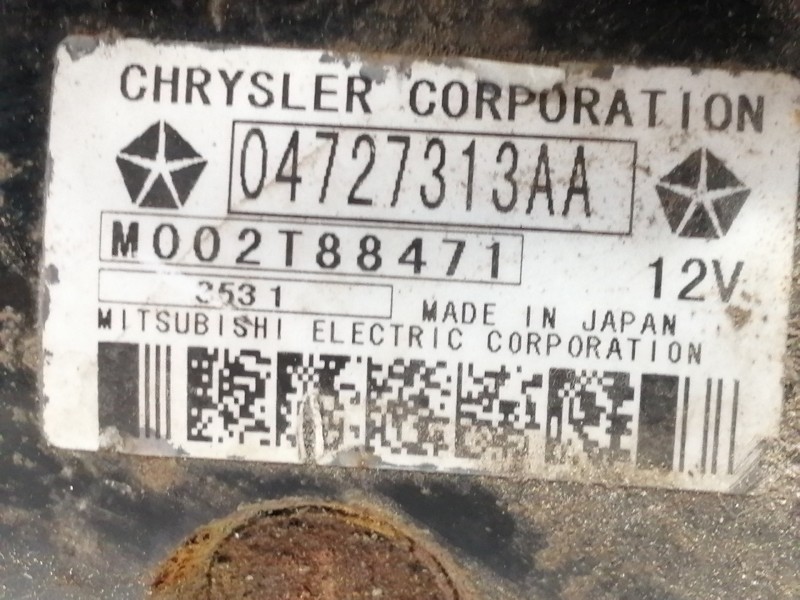 CHRYSLER CORPORATION
04727313AA
M002T88471
12V
3531
MADE IN JAPAN
MITSUBISHI ELECTRIC CORPORATION